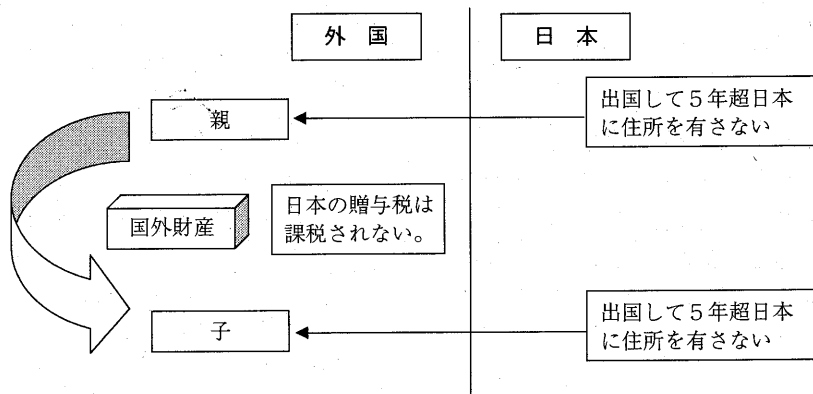 外国
日本
親
出国して５年超日本
に住所を有さない
国外財産
日本の贈与税は
課税されない。
子
出国して５年超日本
に住所を有さない